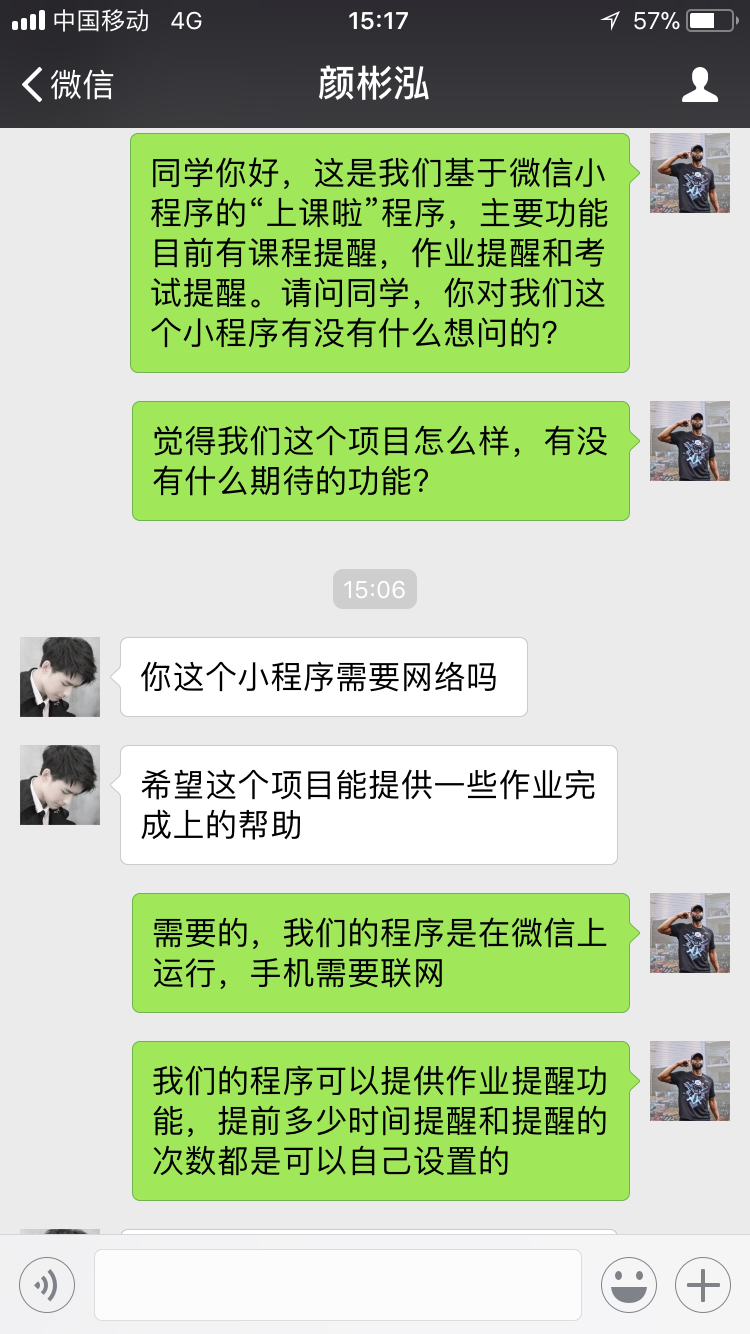 中国移动 4G 15:17 57%
微信 颜彬泓
同学你好，这是我们基于微信小
程序的“上课啦”程序，主要功能
目前有课程提醒，作业提醒和考
试提醒。请问同学，你对我们这
个小程序有没有什么想问的?
觉得我们这个项目怎么样，有没
有什么期待的功能?
15:06
你这个小程序需要网络吗
希望这个项目能提供一些作业完
成上的帮助
需要的，我们的程序是在微信上
运行，手机需要联网
我们的程序可以提供作业提醒功
能，提前多少时间提醒和提醒的
次数都是可以自己设置的